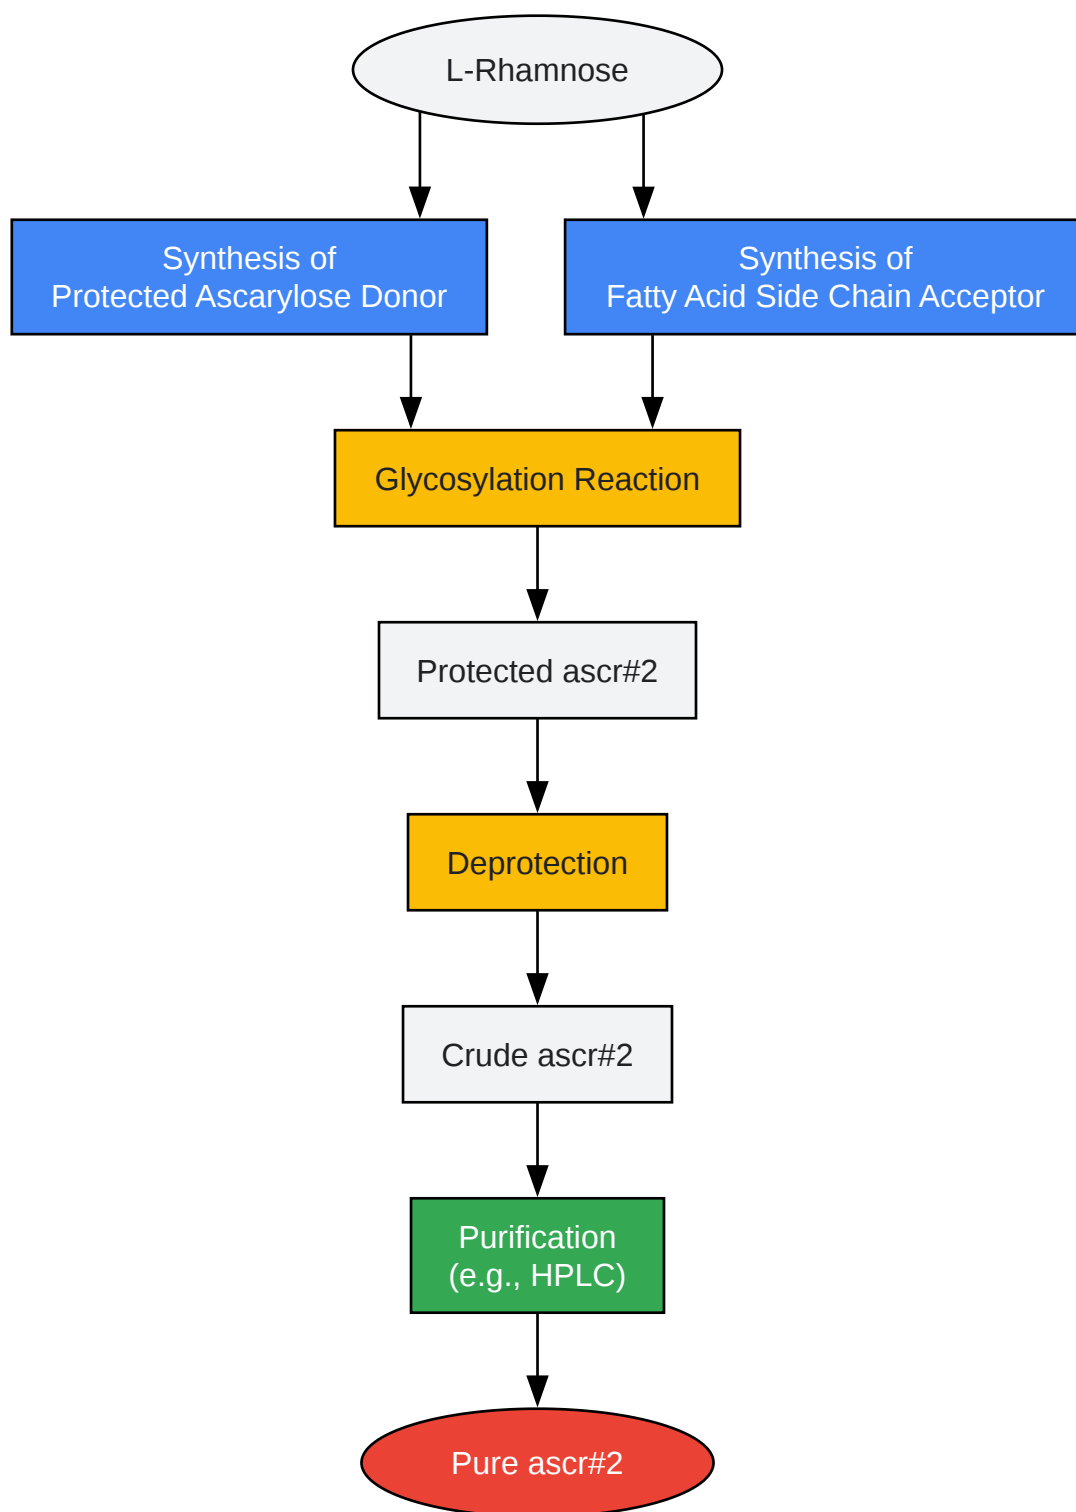 L-Rhamnose
Synthesis of
Protected Ascarylose Donor
Synthesis of
Fatty Acid Side Chain Acceptor
Glycosylation Reaction
Protected ascr#2
Deprotection
Crude ascr#2
Purification
(e.g., HPLC)
Pure ascr#2